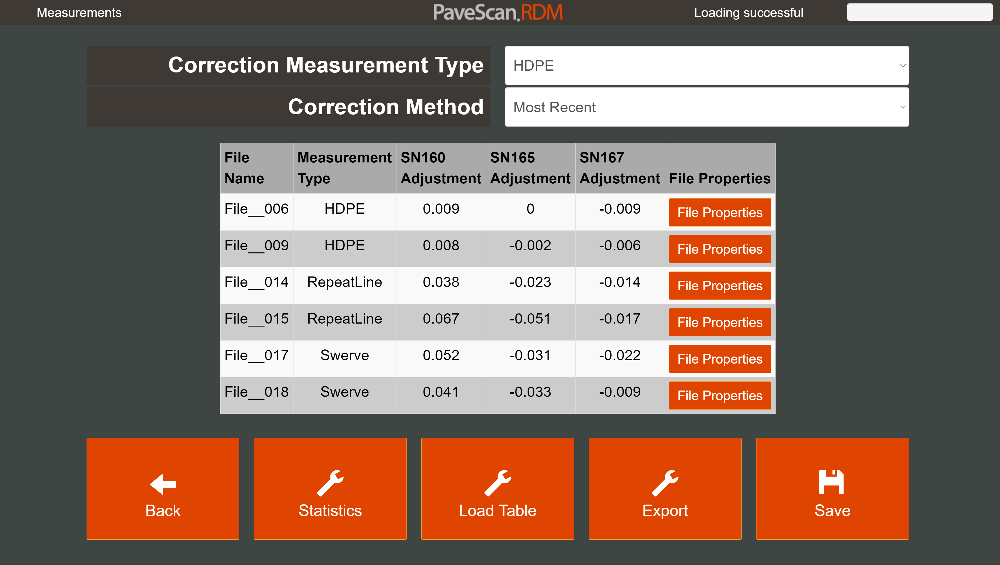 Measurements
PaveScan®RDM
Loading successful
Correction Measurement Type
HDPE
Correction Method
Most Recent
File Name Measurement Type SN160 Adjustment SN165 Adjustment SN167 Adjustment File Properties
File__006 HDPE 0.009 0 -0.009 File Properties
File__009 HDPE 0.008 -0.002 -0.006 File Properties
File__014 RepeatLine 0.038 -0.023 -0.014 File Properties
File__015 RepeatLine 0.067 -0.051 -0.017 File Properties
File__017 Swerve 0.052 -0.031 -0.022 File Properties
File__018 Swerve 0.041 -0.033 -0.009 File Properties
Back
Statistics
Load Table
Export
Save